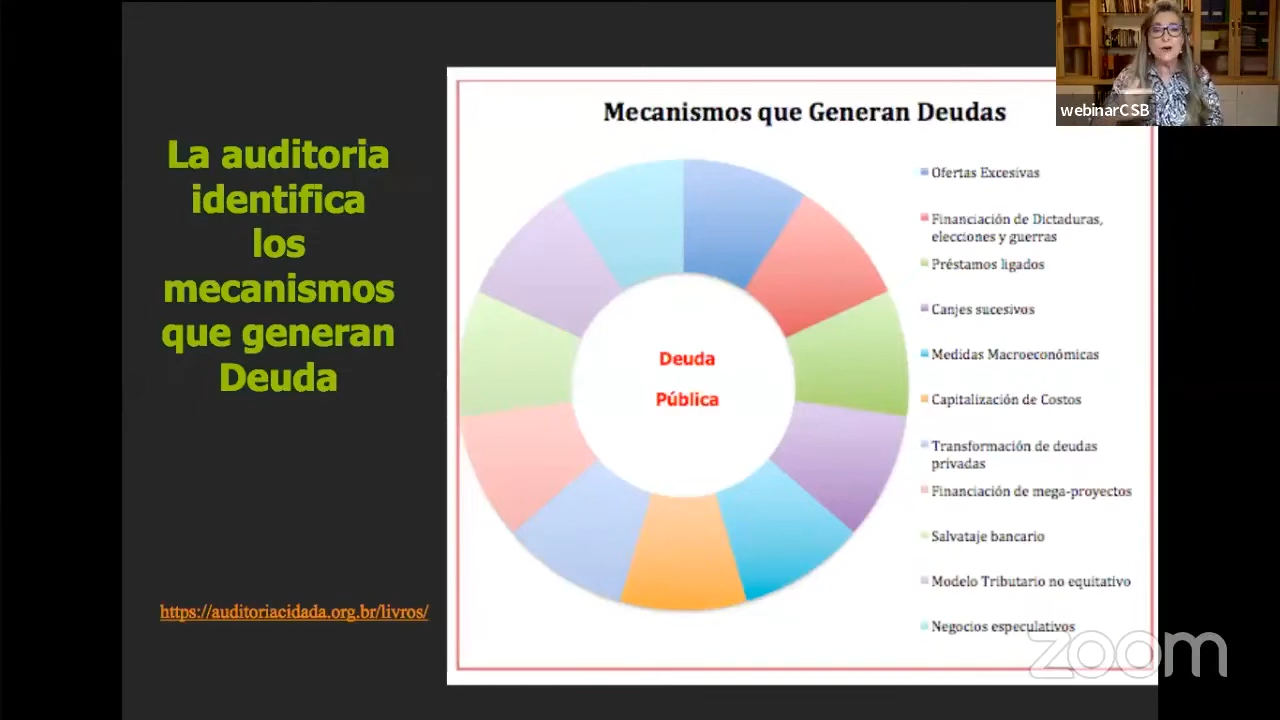 La auditoria
identifica
los
mecanismos
que generan
Deuda
https://auditoriacidada.org.br/livros/
Mecanismos que Generan Deudas
Deuda
Pública
Ofertas Excesivas
Financiación de Dictaduras,
elecciones y guerras
Préstamos ligados
Canjes sucesivos
Medidas Macroeconómicas
Capitalización de Costos
Transformación de deudas
privadas
Financiación de mega-proyectos
Salvataje bancario
Modelo Tributario no equitativo
Negocios especulativos
webinarCSB
zoom